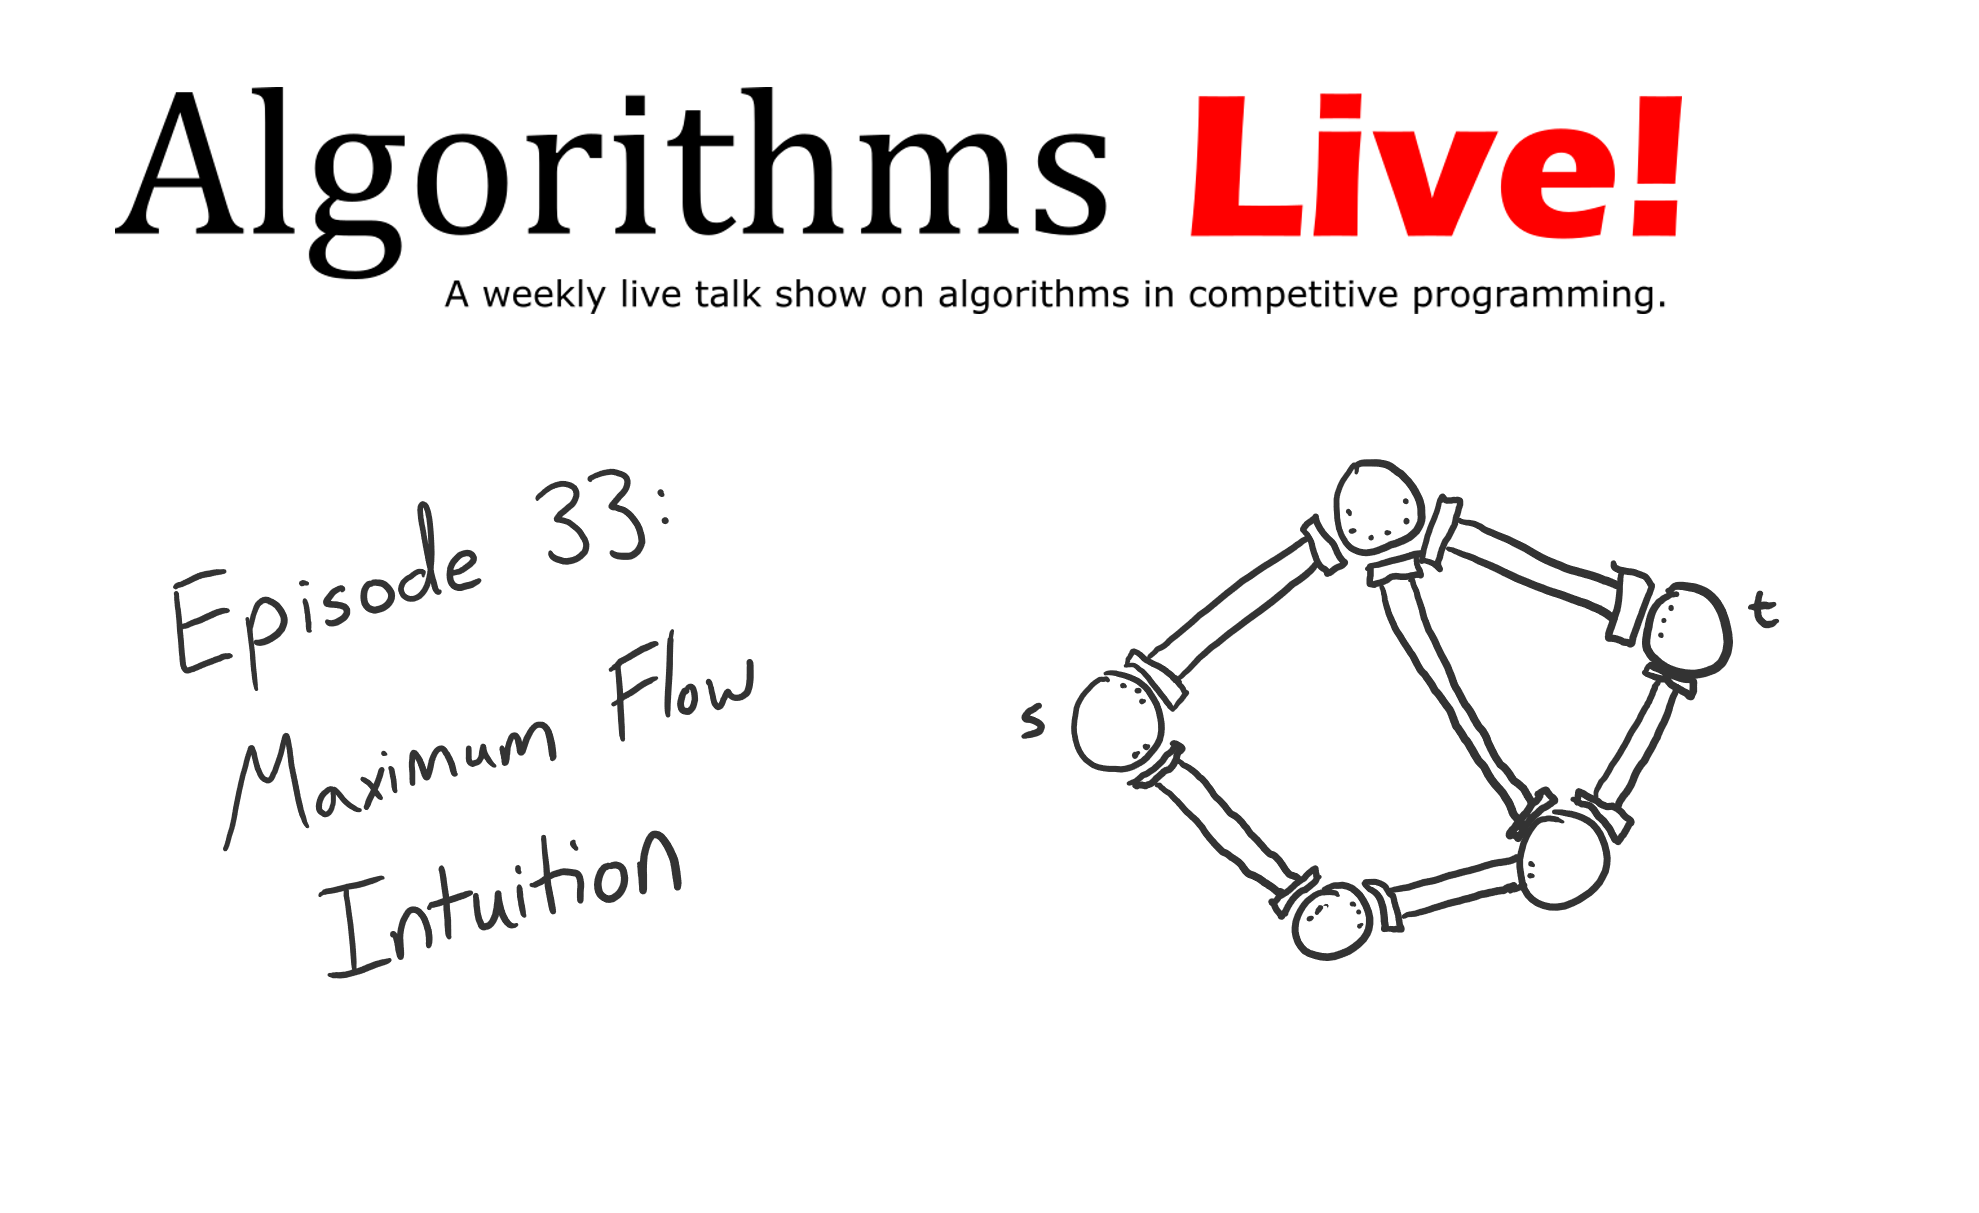 Algorithms Live!
A weekly live talk show on algorithms in competitive programming.
Episode 33:
Maximum Flow
Intuition
s
t